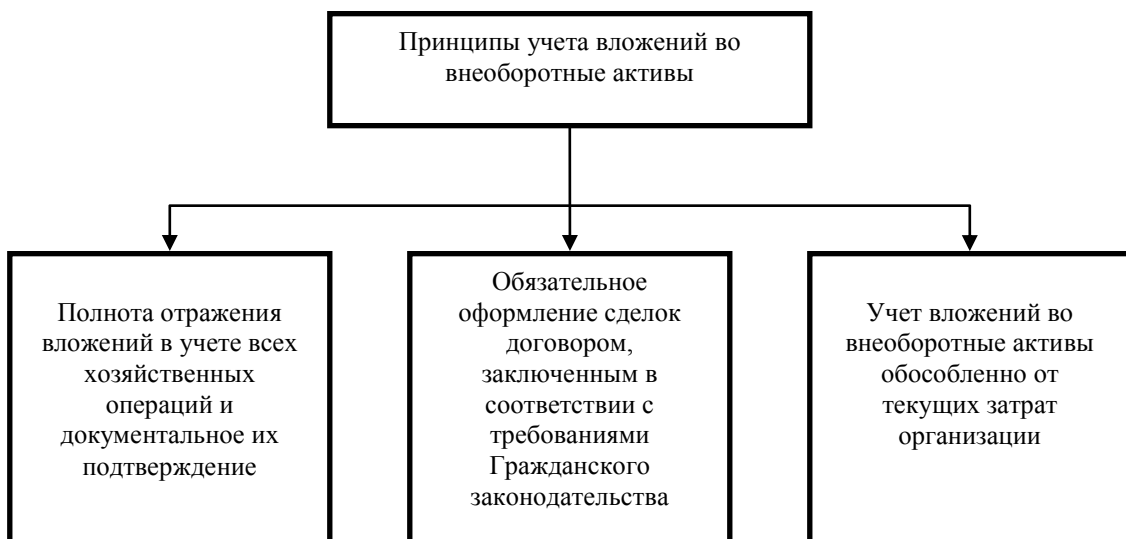 Принципы учета вложений во
внеоборотные активы
Полнота отражения
вложений в учете всех
хозяйственных
операций и
документальное их
подтверждение
Обязательное
оформление сделок
договором,
заключенным в
соответствии с
требованиями
Гражданского
законодательства
Учет вложений во
внеоборотные активы
обособленно от
текущих затрат
организации